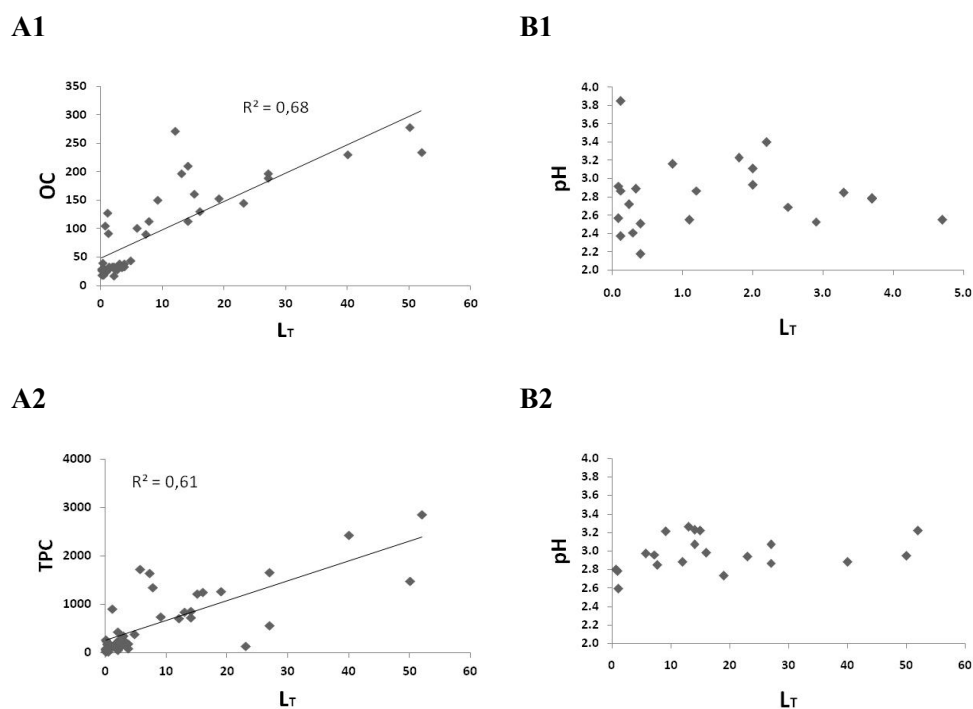 A1
B1
R² = 0,68
OC
350
300
250
200
150
100
50
0
0 10 20 30 40 50 60
LT
pH
4.0
3.8
3.6
3.4
3.2
3.0
2.8
2.6
2.4
2.2
2.0
0.0 1.0 2.0 3.0 4.0 5.0
LT
A2
B2
R² = 0,61
TPC
4000
3000
2000
1000
0
0 10 20 30 40 50 60
LT
pH
4.0
3.8
3.6
3.4
3.2
3.0
2.8
2.6
2.4
2.2
2.0
0 10 20 30 40 50 60
LT